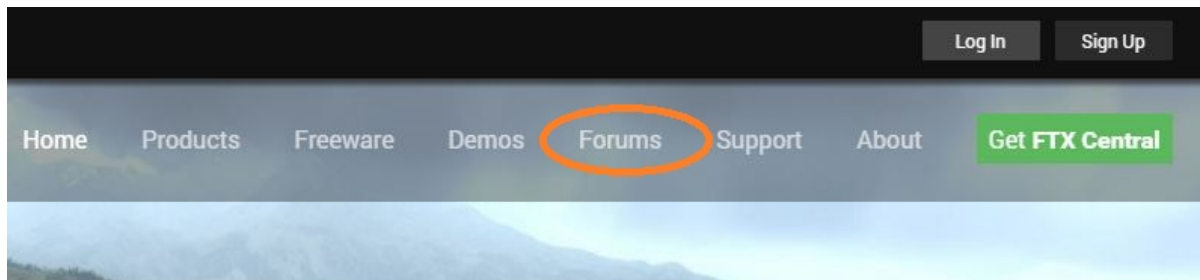 Log In Sign Up
Home Products Freeware Demos Forums Support About Get FTX Central